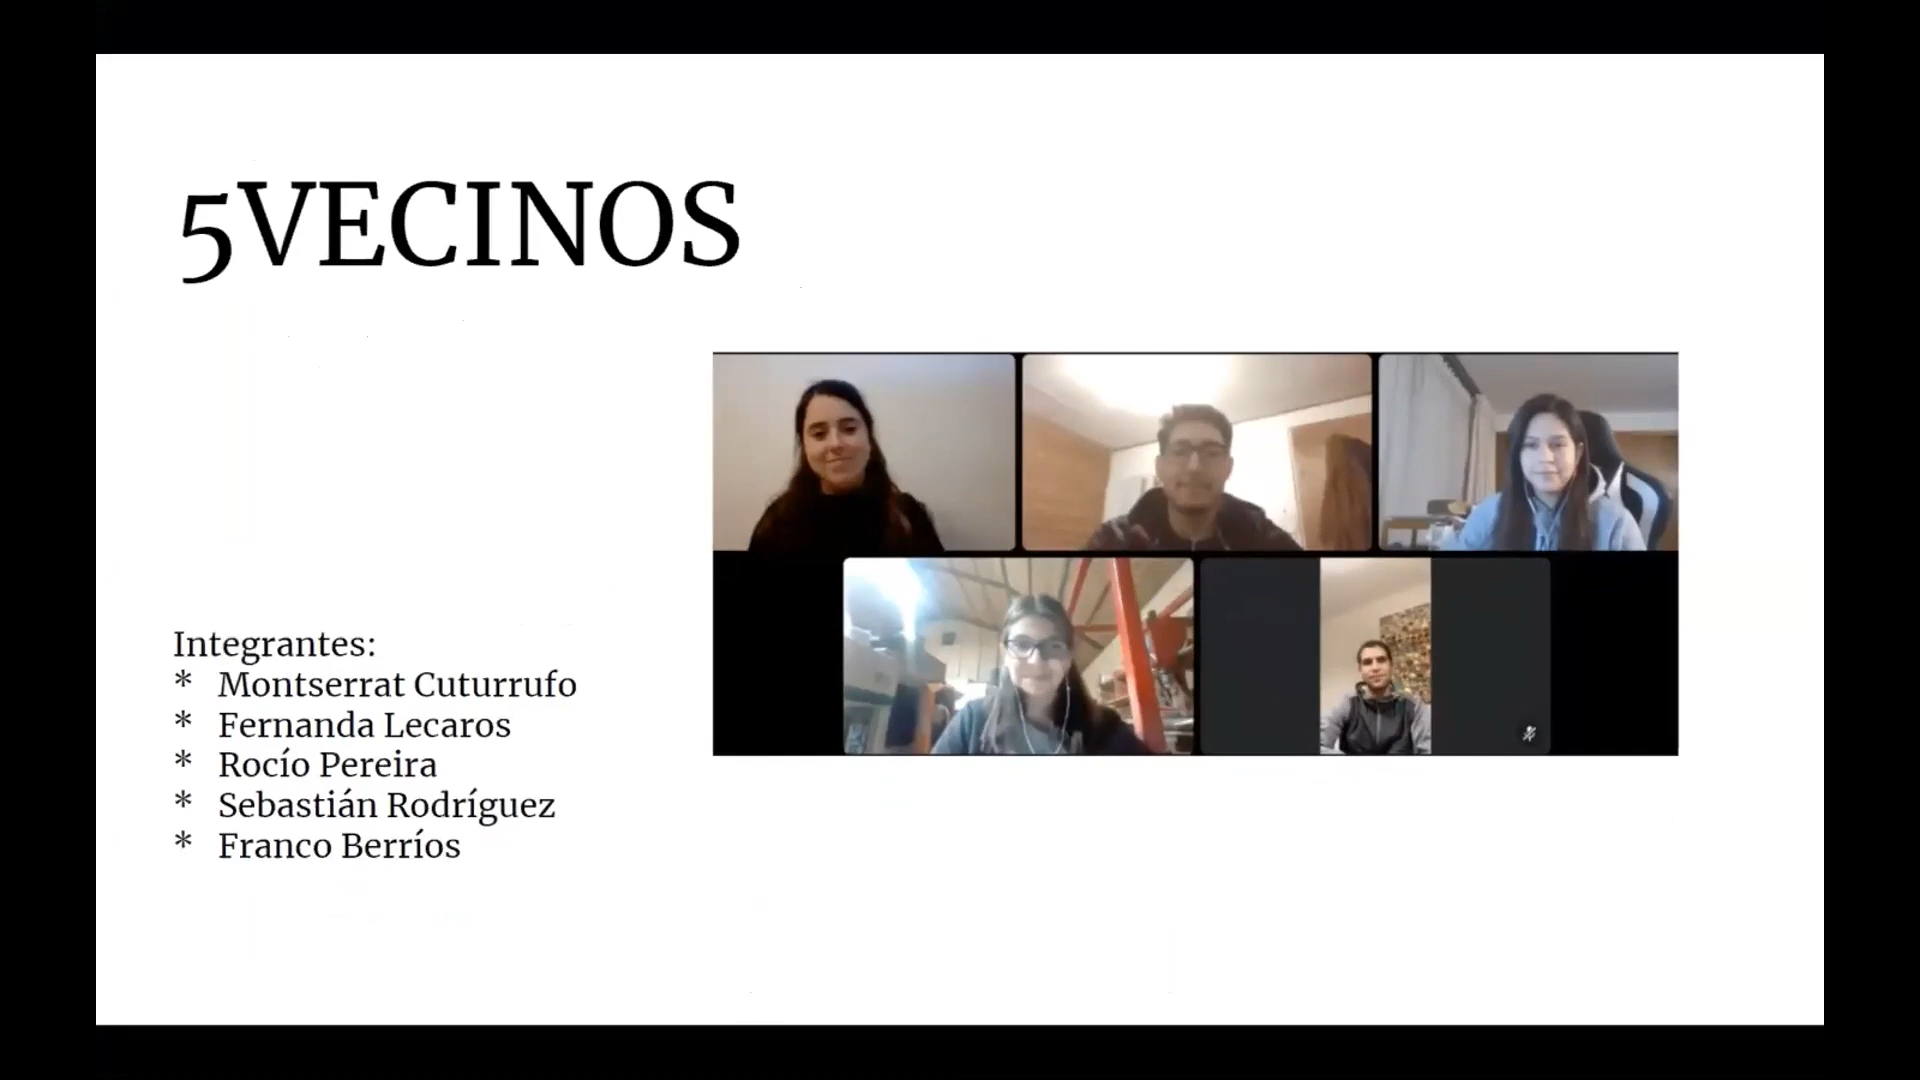 5VECINOS
Integrantes:
* Montserrat Cuturrufo
* Fernanda Lecaros
* Rocío Pereira
* Sebastián Rodríguez
* Franco Berríos